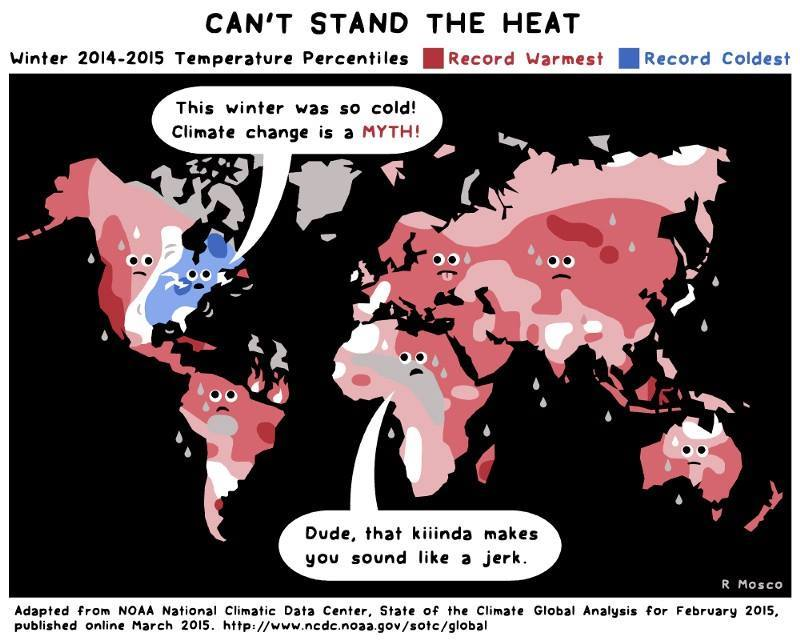 CAN'T STAND THE HEAT
Winter 2014-2015 Temperature Percentiles Record Warmest Record Coldest
This winter was so cold!
Climate change is a MYTH!
Dude, that kiiinda makes
you sound like a jerk.
R Mosco
Adapted from NOAA National Climatic Data Center, State of the Climate Global Analysis for February 2015,
published online March 2015. http://www.ncdc.noaa.gov/sotc/global